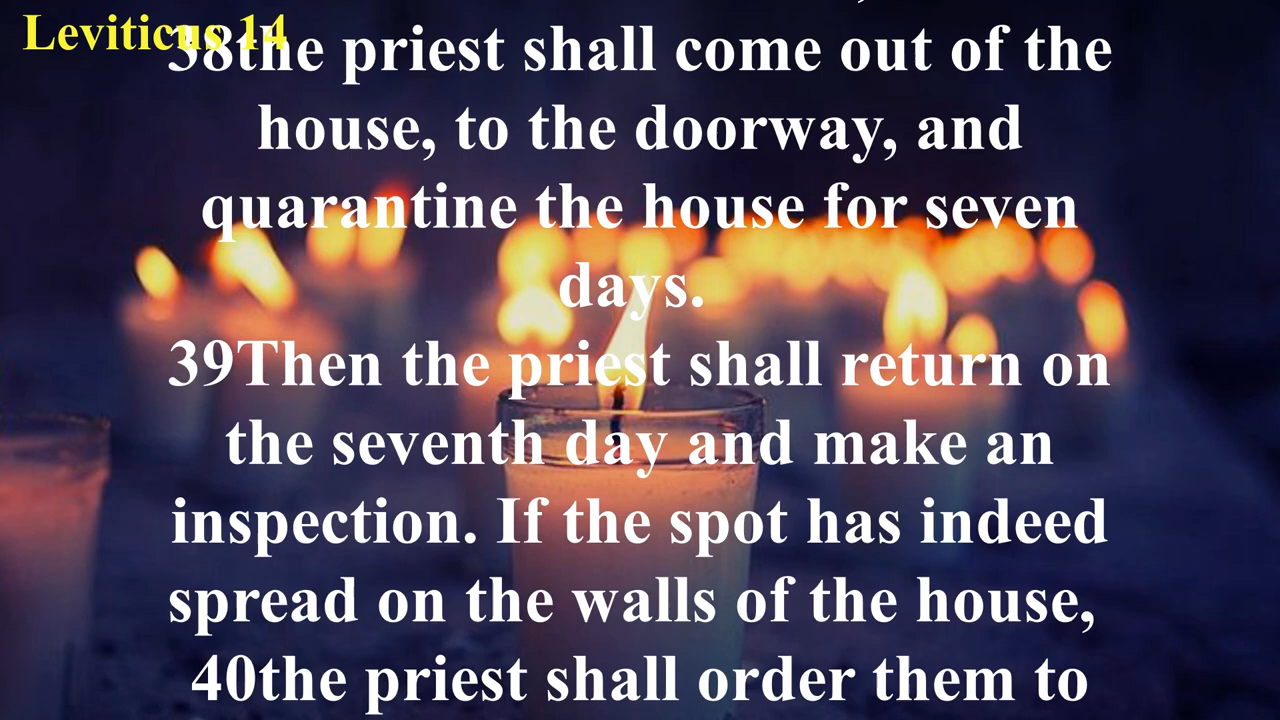 Leviticus 14
38the priest shall come out of the
house, to the doorway, and
quarantine the house for seven
days.
39Then the priest shall return on
the seventh day and make an
inspection. If the spot has indeed
spread on the walls of the house,
40the priest shall order them to